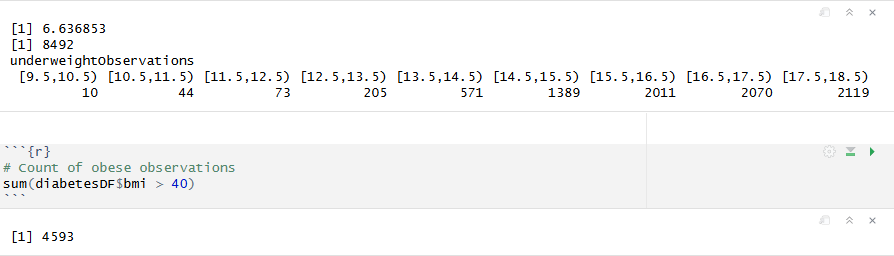 [1] 6.636853
[1] 8492
underweightObservations
[9.5,10.5) [10.5,11.5) [11.5,12.5) [12.5,13.5) [13.5,14.5) [14.5,15.5) [15.5,16.5) [16.5,17.5) [17.5,18.5)
10 44 73 205 571 1389 2011 2070 2119
```{r}
# Count of obese observations
sum(diabetesDF$bmi > 40)
```
[1] 4593